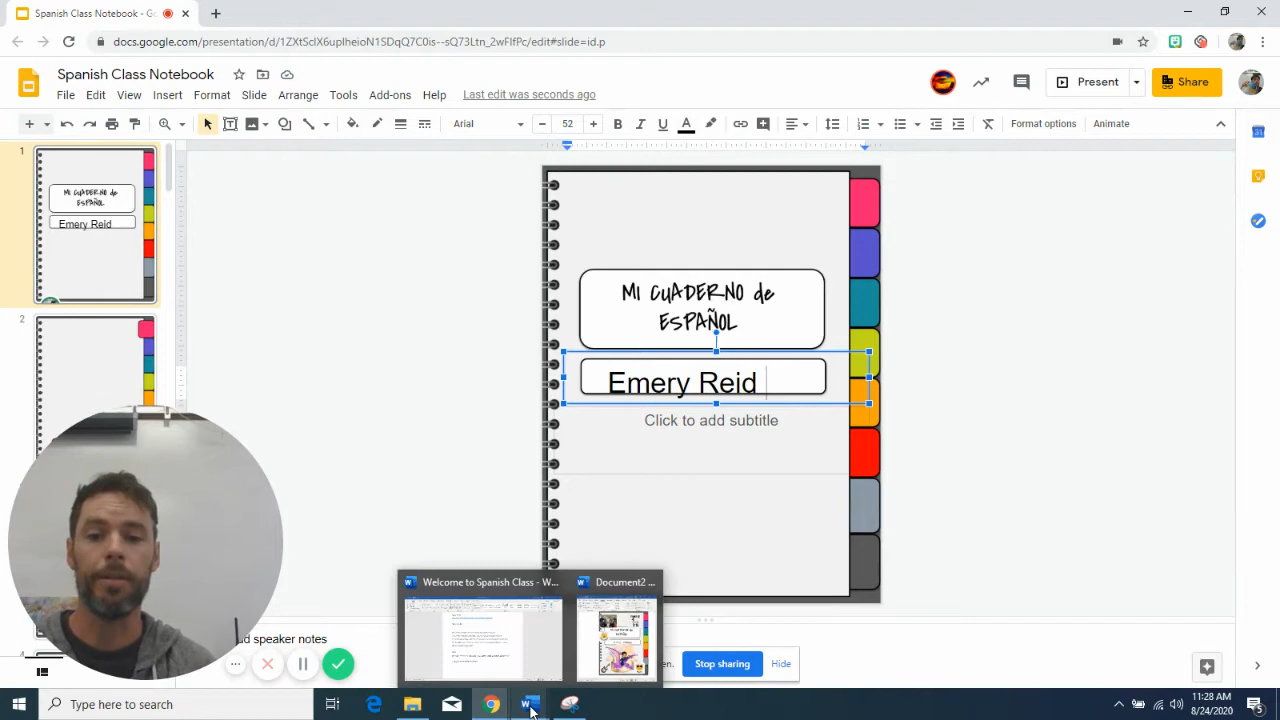 Spanish Class Notebook - Go
docs.google.com/presentation/d/1ZXtSclX6upIheioN1SDqQ7C0is--sQ73Ltn_2wFlfPc/edit#slide=id.p
Spanish Class Notebook
File Edit View Insert Format Slide Arrange Tools Add-ons Help Last edit was seconds ago
Present
Share
Arial
52
Format options
Animate
1
MI CUADERNO de
ESPAÑOL
Emery Reid
2
MI CUADERNO de
ESPAÑOL
Emery Reid
Click to add subtitle
Welcome to Spanish Class - W...
Document2 ...
speaker notes
Stop sharing
Hide
Type here to search
11:28 AM
8/24/2020